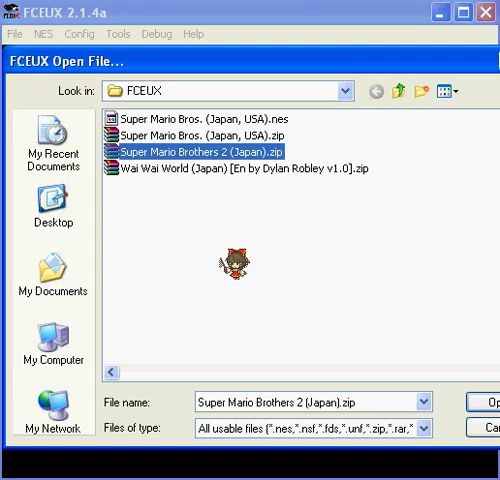 FCEUX 2.1.4a
File NES Config Tools Debug Help
FCEUX Open File...
Look in: FCEUX
Super Mario Bros. (Japan, USA).nes
Super Mario Bros. (Japan, USA).zip
Super Mario Brothers 2 (Japan).zip
Wai Wai World (Japan) [En by Dylan Robley v1.0].zip
My Recent
Documents
Desktop
My Documents
My Computer
My Network
File name: Super Mario Brothers 2 (Japan).zip Op
Files of type: All usable files (*.nes,*.nsf,*.fds,*.unf,*.zip,*.rar,* Can